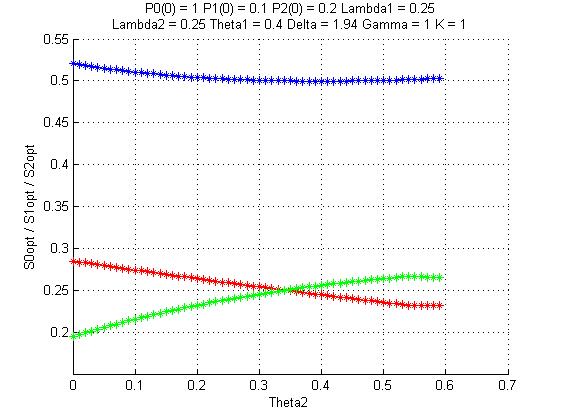 P0(0) = 1 P1(0) = 0.1 P2(0) = 0.2 Lambda1 = 0.25
Lambda2 = 0.25 Theta1 = 0.4 Delta = 1.94 Gamma = 1 K = 1
S0opt / S1opt / S2opt
0.55
0.5
0.45
0.4
0.35
0.3
0.25
0.2
0 0.1 0.2 0.3 0.4 0.5 0.6 0.7
Theta2